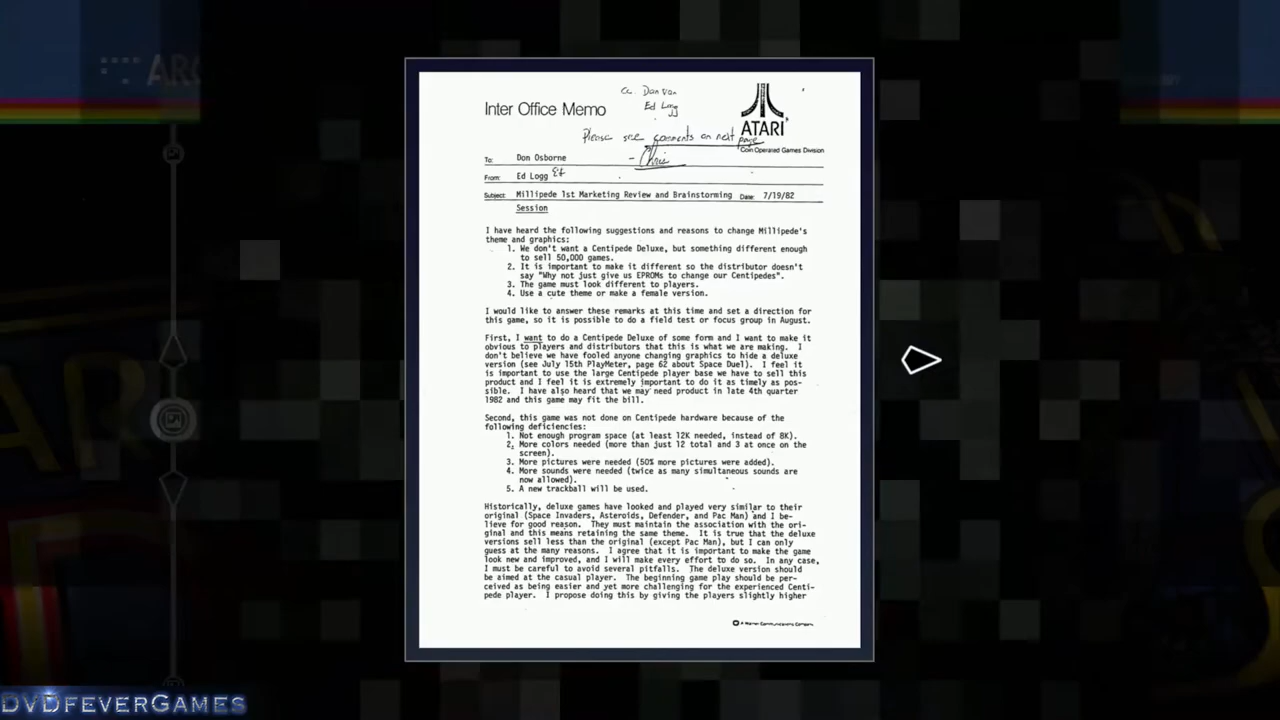 ARC
cc. Don Van
Ed Logg
Inter Office Memo
Please see comments on next page
- Chris
ATARI
Coin Operated Games Division
To: Don Osborne
From: Ed Logg
Subject: Millipede 1st Marketing Review and Brainstorming Date: 7/19/82
Session
I have heard the following suggestions and reasons to change Millipede's
theme and graphics:
1. We don't want a Centipede Deluxe, but something different enough
to sell 50,000 games.
2. It is important to make it different so the distributor doesn't
say "Why not just give us EPROMs to change our Centipedes".
3. The game must look different to players.
4. Use a cute theme or make a female version.
I would like to answer these remarks at this time and set a direction for
this game, so it is possible to do a field test or focus group in August.
First, I want to do a Centipede Deluxe of some form and I want to make it
obvious to players and distributors that this is what we are making. I
don't believe we have fooled anyone changing graphics to hide a deluxe
version (see July 15th PlayMeter, page 62 about Space Duel). I feel it
is important to use the large Centipede player base we have to sell this
product and I feel it is extremely important to do it as timely as pos-
sible. I have also heard that we may need product in late 4th quarter
1982 and this game may fit the bill.
Second, this game was not done on Centipede hardware because of the
following deficiencies:
1. Not enough program space (at least 12K needed, instead of 8K).
2. More colors needed (more than just 12 total and 3 at once on the
screen).
3. More pictures were needed (50% more pictures were added).
4. More sounds were needed (twice as many simultaneous sounds are
now allowed).
5. A new trackball will be used.
Historically, deluxe games have looked and played very similar to their
original (Space Invaders, Asteroids, Defender, and Pac Man) and I be-
lieve for good reason. They must maintain the association with the ori-
ginal and this means retaining the same theme. It is true that the deluxe
versions sell less than the original (except Pac Man), but I can only
guess at the many reasons. I agree that it is important to make the game
look new and improved, and I will make every effort to do so. In any case,
I must be careful to avoid several pitfalls. The deluxe version should
be aimed at the casual player. The beginning game play should be per-
ceived as being easier and yet more challenging for the experienced Centi-
pede player. I propose doing this by giving the players slightly higher
A Warner Communications Company
DVDfeverGames